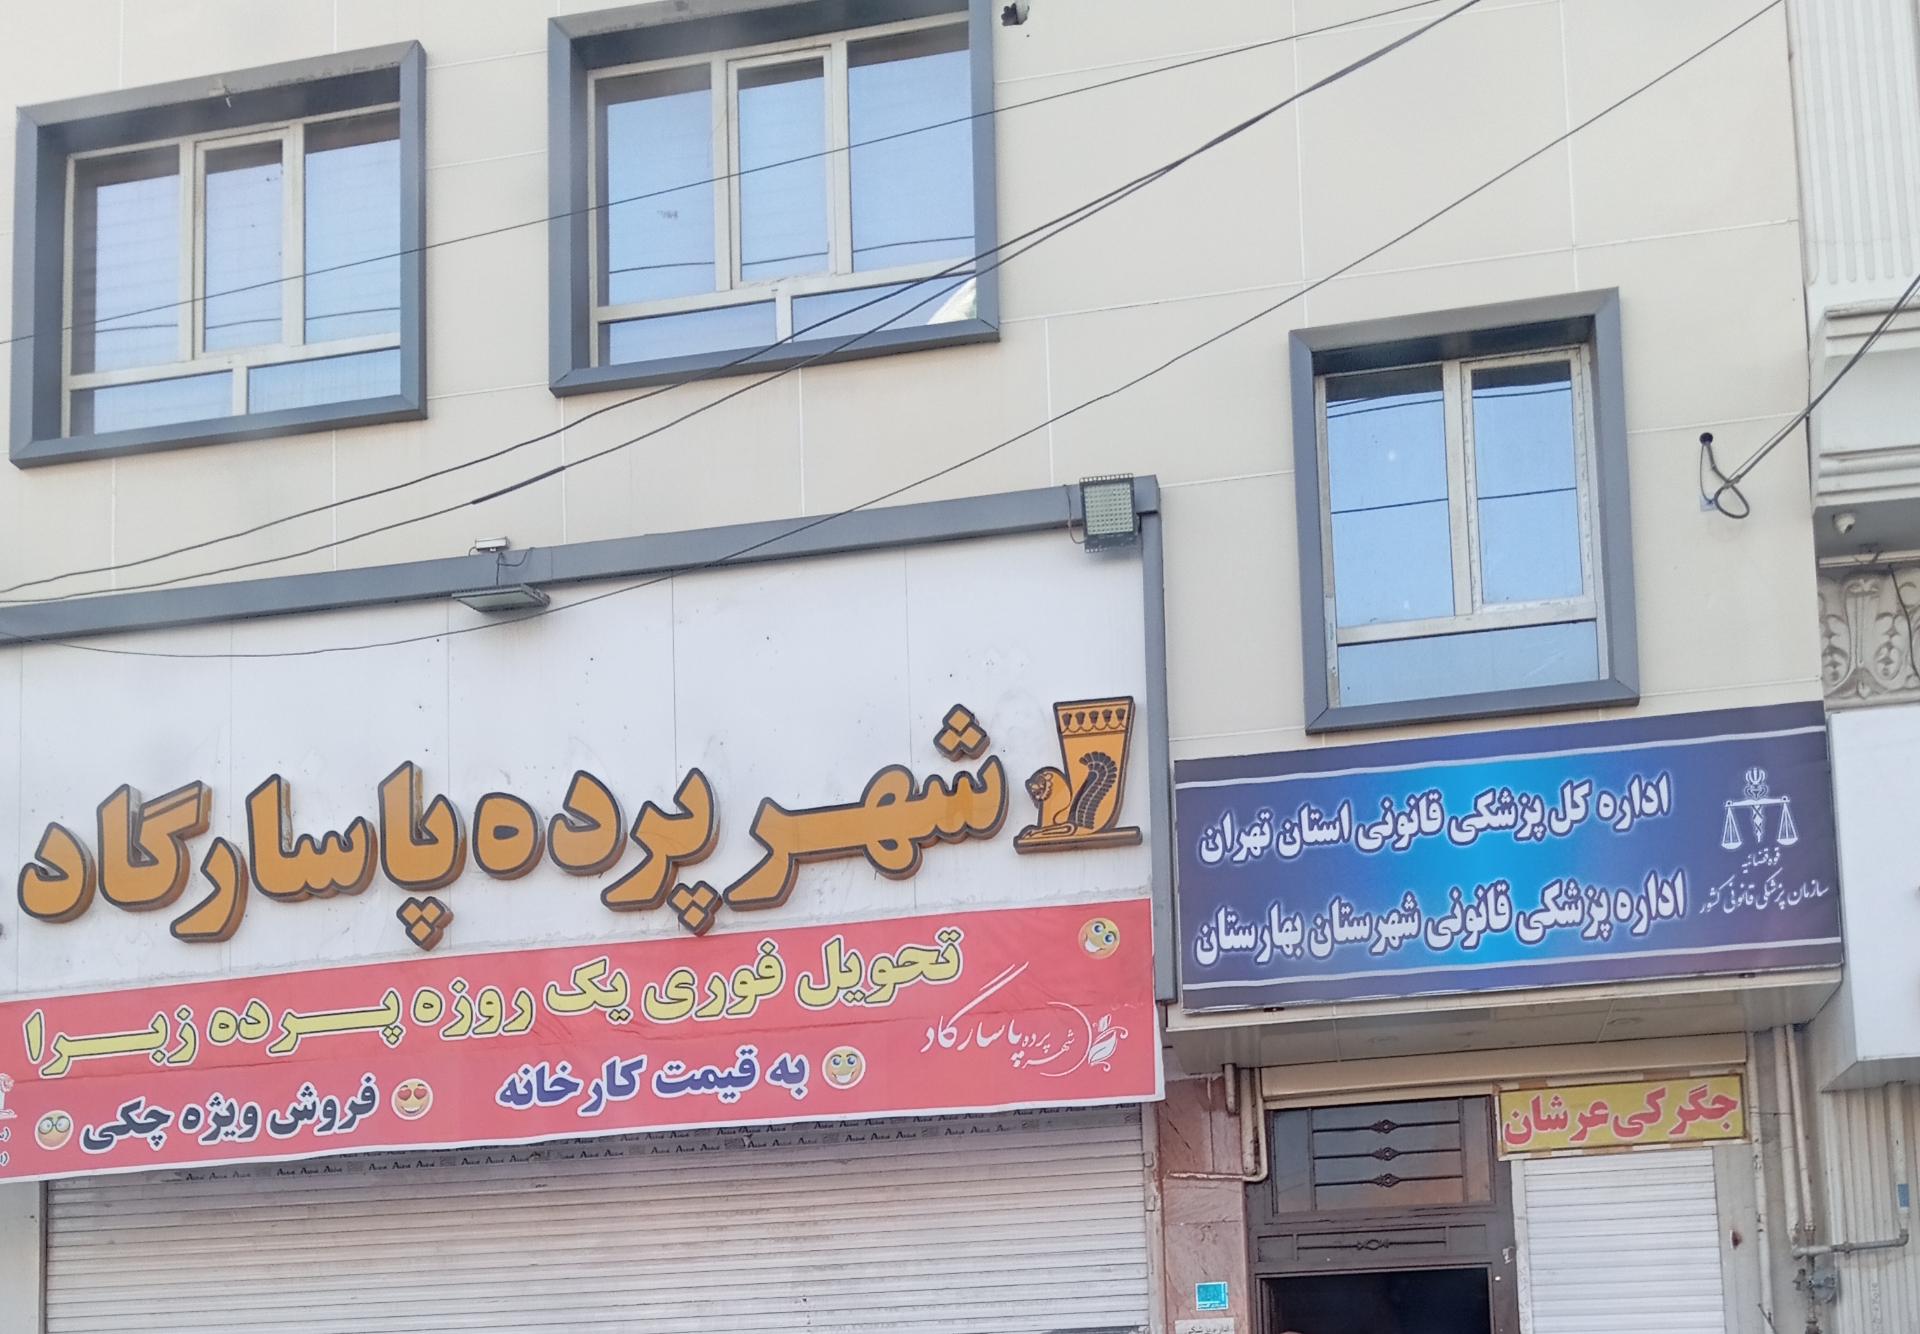 شهر پرده پاسارگاد
تحویل فوری یک روزه پرده زبرا
به قیمت کارخانه
فروش ویژه چکی
شهر پرده پاسارگاد
اداره کل پزشکی قانونی استان تهران
اداره پزشکی قانونی شهرستان بهارستان
قوه قضائیه
سازمان پزشکی قانونی کشور
جگرکی عرشان